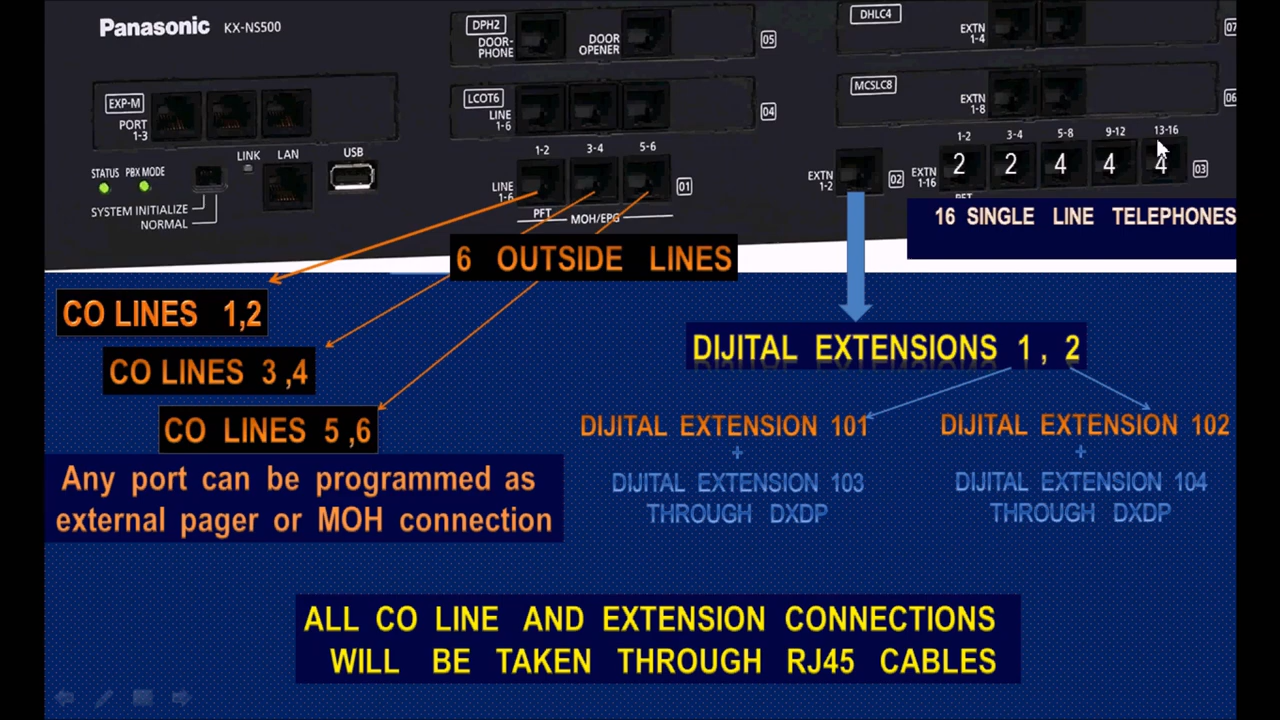 Panasonic KX-NS500
DPH2
DOOR-
PHONE
DOOR
OPENER
05
DHLC4
EXTN
1-4
07
EXP-M
PORT
1-3
LCOT6
LINE
1-6
04
MCSLC8
EXTN
1-8
06
STATUS PBX MODE
LINK LAN USB
SYSTEM INITIALIZE
NORMAL
1-2 3-4 5-6
LINE
1-6
01
PFT MOH/EPG
EXTN
1-2
02
1-2 3-4 5-8 9-12 13-16
EXTN
1-16
2 2 4 4 4
03
16 SINGLE LINE TELEPHONES
6 OUTSIDE LINES
CO LINES 1,2
CO LINES 3 ,4
CO LINES 5 ,6
Any port can be programmed as
external pager or MOH connection
DIJITAL EXTENSIONS 1 , 2
DIJITAL EXTENSION 101
+
DIJITAL EXTENSION 103
THROUGH DXDP
DIJITAL EXTENSION 102
+
DIJITAL EXTENSION 104
THROUGH DXDP
ALL CO LINE AND EXTENSION CONNECTIONS
WILL BE TAKEN THROUGH RJ45 CABLES